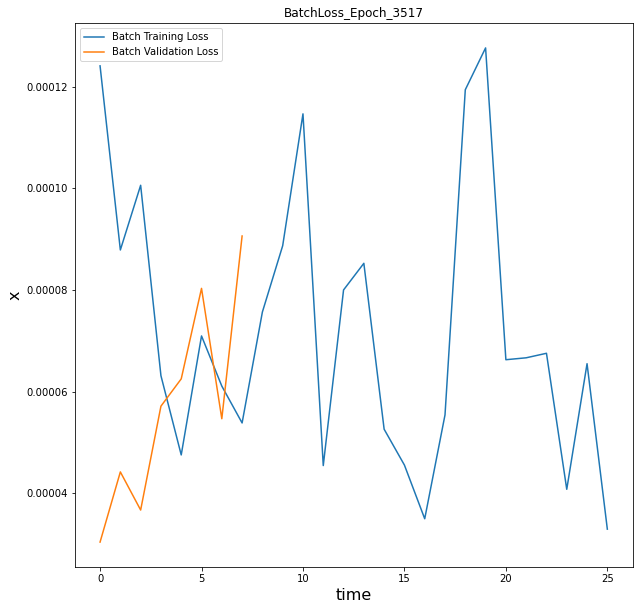 BatchLoss_Epoch_3517
Batch Training Loss
Batch Validation Loss
0.00012
0.00010
0.00008
0.00006
0.00004
x
0
5
10
15
20
25
time